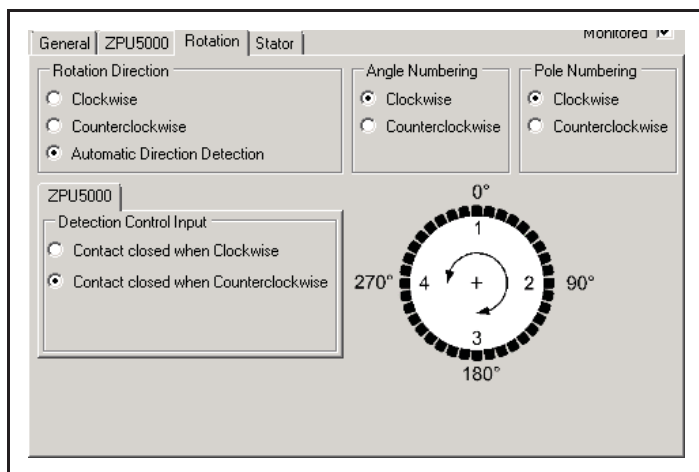 Monitored
General ZPU5000 Rotation Stator
Rotation Direction
Clockwise
Counterclockwise
Automatic Direction Detection
Angle Numbering
Clockwise
Counterclockwise
Pole Numbering
Clockwise
Counterclockwise
ZPU5000
Detection Control Input
Contact closed when Clockwise
Contact closed when Counterclockwise
0°
1
270° 4 + 2 90°
3
180°